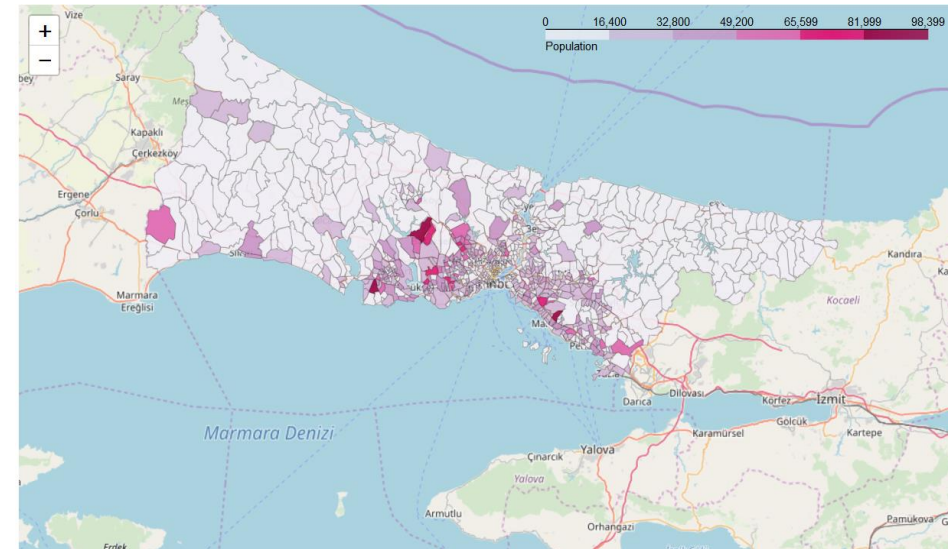 Vize
+
−
0 16,400 32,800 49,200 65,599 81,999 98,399
Population
bey
Saray
Kapaklı
Çerkezköy
Ergene
Çorlu
Marmara
Ereğlisi
Kandıra
Kocaeli
Darıca
Dilovası
Körfez
İzmit
Gölcük
Kartepe
Karamürsel
Marmara Denizi
Yalova
Çınarcık
Yalova
Armutlu
Orhangazi
Pamukova
Erdek